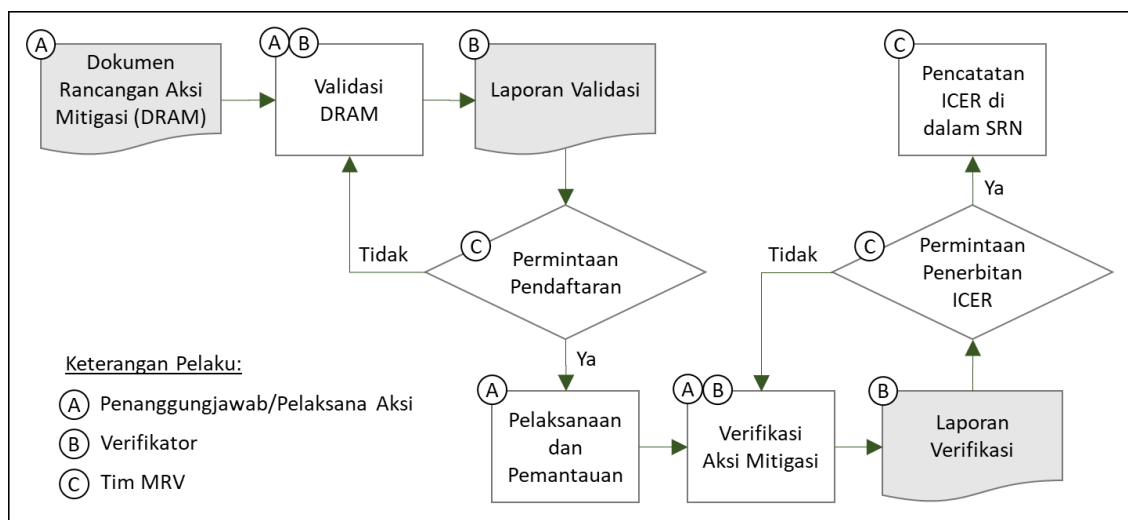 A
Dokumen
Rancangan Aksi
Mitigasi (DRAM)
A B
Validasi
DRAM
B
Laporan Validasi
C
Pencatatan
ICER di
dalam SRN
Ya
C
Permintaan
Pendaftaran
Tidak
Ya
C
Permintaan
Penerbitan
ICER
Tidak
A
Pelaksanaan
dan
Pemantauan
A B
Verifikasi
Aksi Mitigasi
B
Laporan
Verifikasi
Keterangan Pelaku:
A Penanggungjawab/Pelaksana Aksi
B Verifikator
C Tim MRV